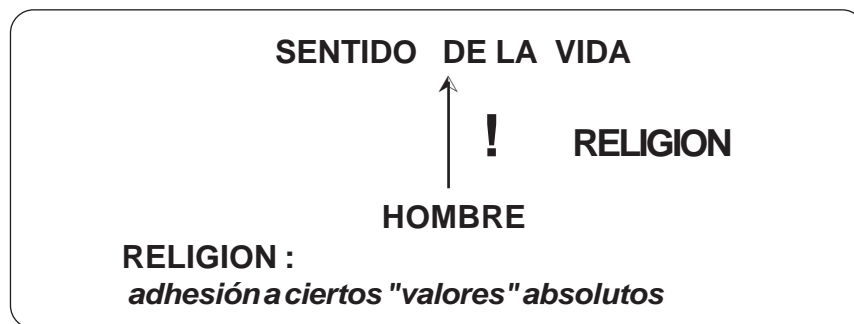 SENTIDO DE LA VIDA
! RELIGION
HOMBRE
RELIGION :
adhesión a ciertos "valores" absolutos